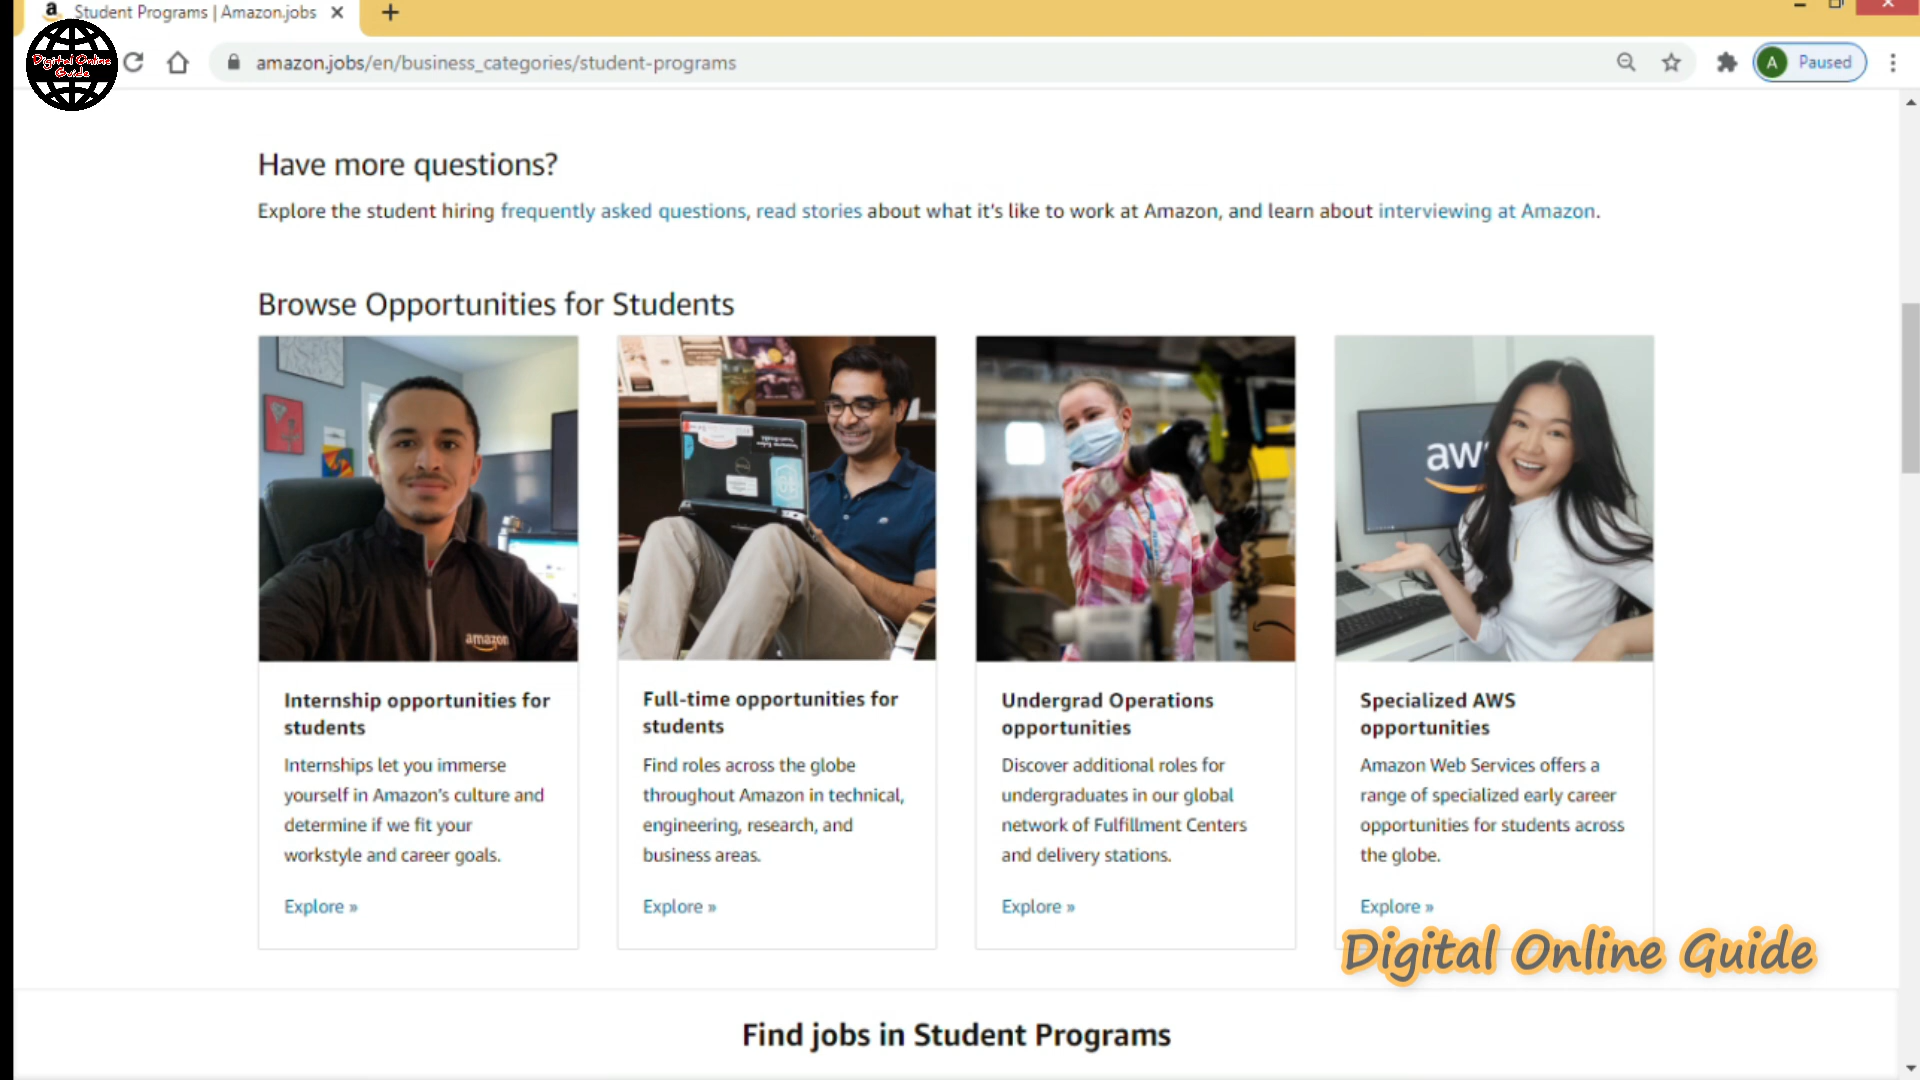 Student Programs | Amazon.jobs
Digital Online
Guide
amazon.jobs/en/business_categories/student-programs
A
Paused
Have more questions?
Explore the student hiring frequently asked questions, read stories about what it's like to work at Amazon, and learn about interviewing at Amazon.
Browse Opportunities for Students
aws
amazon
Internship opportunities for
students
Internships let you immerse
yourself in Amazon's culture and
determine if we fit your
workstyle and career goals.
Explore »
Full-time opportunities for
students
Find roles across the globe
throughout Amazon in technical,
engineering, research, and
business areas.
Explore »
Undergrad Operations
opportunities
Discover additional roles for
undergraduates in our global
network of Fulfillment Centers
and delivery stations.
Explore »
Specialized AWS
opportunities
Amazon Web Services offers a
range of specialized early career
opportunities for students across
the globe.
Explore »
Digital Online Guide
Find jobs in Student Programs